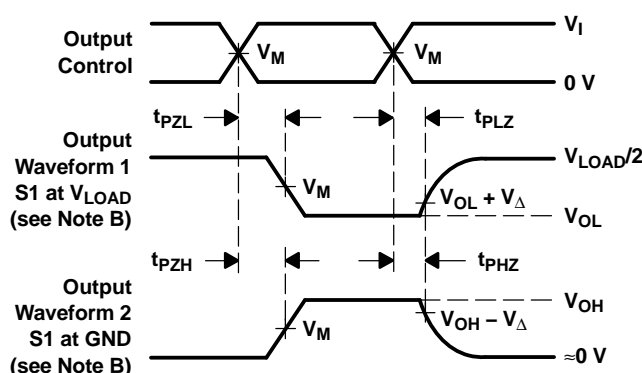 Output
Control
V_M
V_M
V_I
0 V
t_PZL
t_PLZ
Output
Waveform 1
S1 at V_LOAD
(see Note B)
V_M
V_LOAD/2
V_OL + V_Δ
V_OL
t_PZH
t_PHZ
Output
Waveform 2
S1 at GND
(see Note B)
V_M
V_OH
V_OH – V_Δ
≈0 V